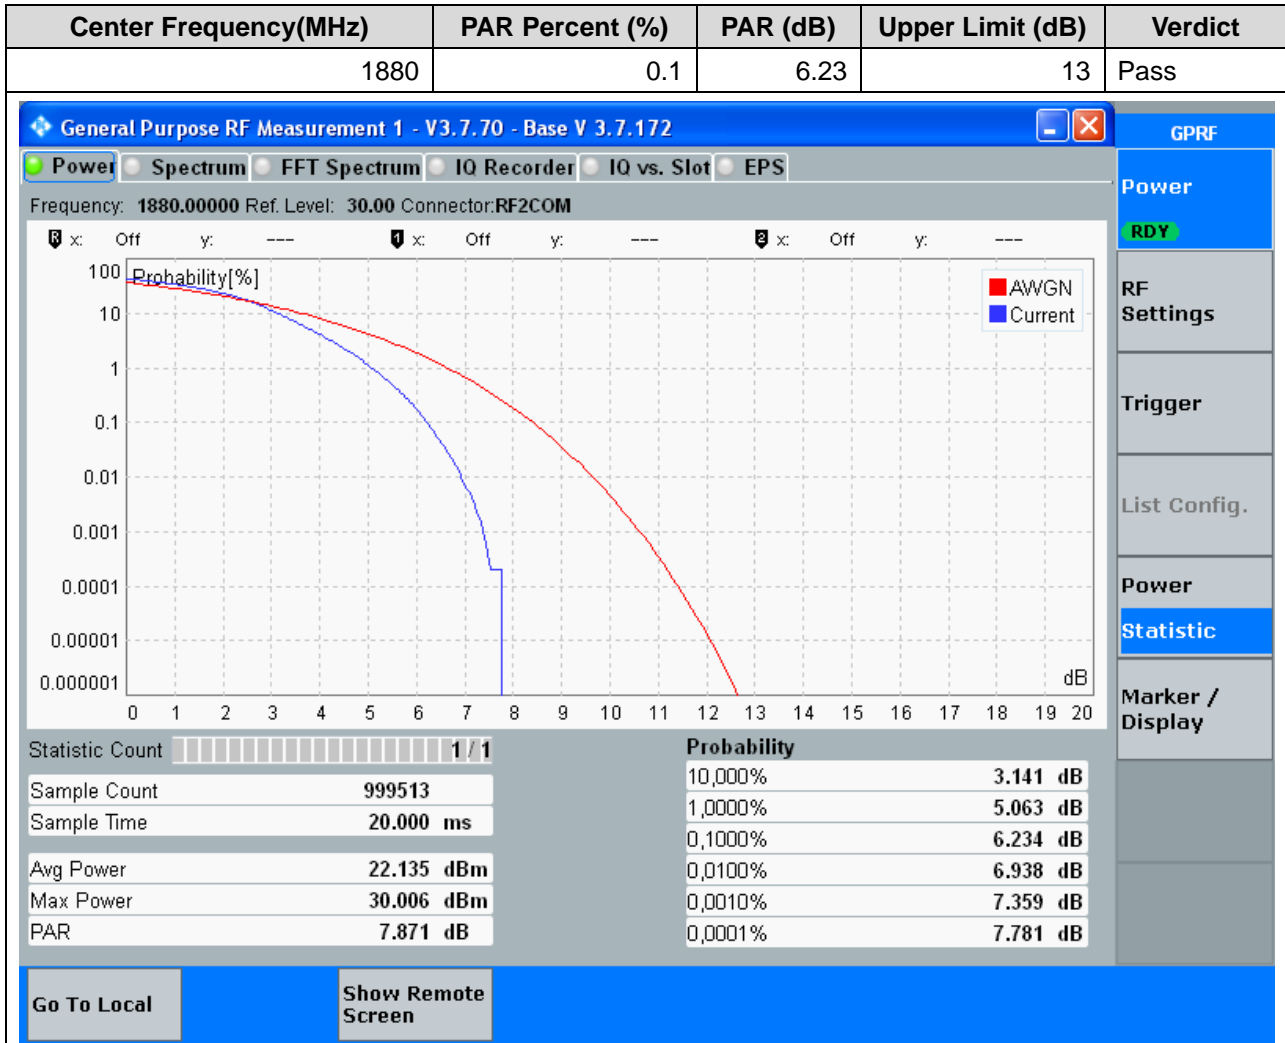 Center Frequency(MHz) PAR Percent (%) PAR (dB) Upper Limit (dB) Verdict
1880 0.1 6.23 13 Pass
General Purpose RF Measurement 1 - V3.7.70 - Base V 3.7.172
GPRF
Power Spectrum FFT Spectrum IQ Recorder IQ vs. Slot EPS
Frequency: 1880.00000 Ref. Level: 30.00 Connector:RF2COM
R x: Off y: --- 1 x: Off y: --- 2 x: Off y: ---
Probability[%]
AWGN
Current
100
10
1
0.1
0.01
0.001
0.0001
0.00001
0.000001
dB
0 1 2 3 4 5 6 7 8 9 10 11 12 13 14 15 16 17 18 19 20
Statistic Count 1 / 1
Sample Count 999513
Sample Time 20.000 ms
Avg Power 22.135 dBm
Max Power 30.006 dBm
PAR 7.871 dB
Probability
10,000% 3.141 dB
1,0000% 5.063 dB
0,1000% 6.234 dB
0,0100% 6.938 dB
0,0010% 7.359 dB
0,0001% 7.781 dB
Power
RDY
RF
Settings
Trigger
List Config.
Power
Statistic
Marker /
Display
Go To Local
Show Remote
Screen